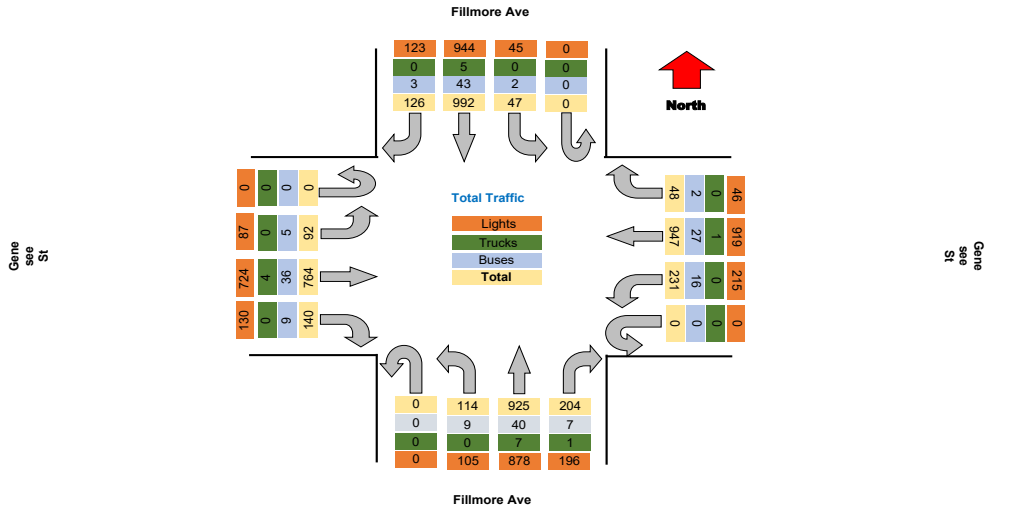 Fillmore Ave
123 944 45 0
0 5 0 0
3 43 2 0
126 992 47 0
North
0 0 0 0
87 0 5 92
724 4 36 764
130 0 9 140
Gene
see
St
Total Traffic
Lights
Trucks
Buses
Total
48 2 0 46
947 27 1 919
231 16 0 215
0 0 0 0
Gene
see
St
0 114 925 204
0 9 40 7
0 0 7 1
0 105 878 196
Fillmore Ave